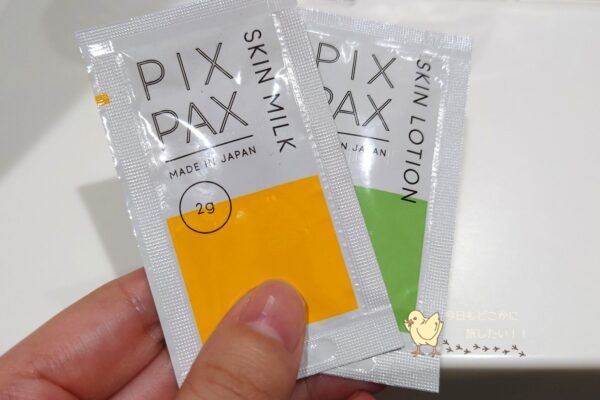 PIX
PAX
MADE IN JAPAN
SKIN MILK
2g
PIX
PAX
JAPAN
SKIN LOTION
今日もどこかに
旅したい！！